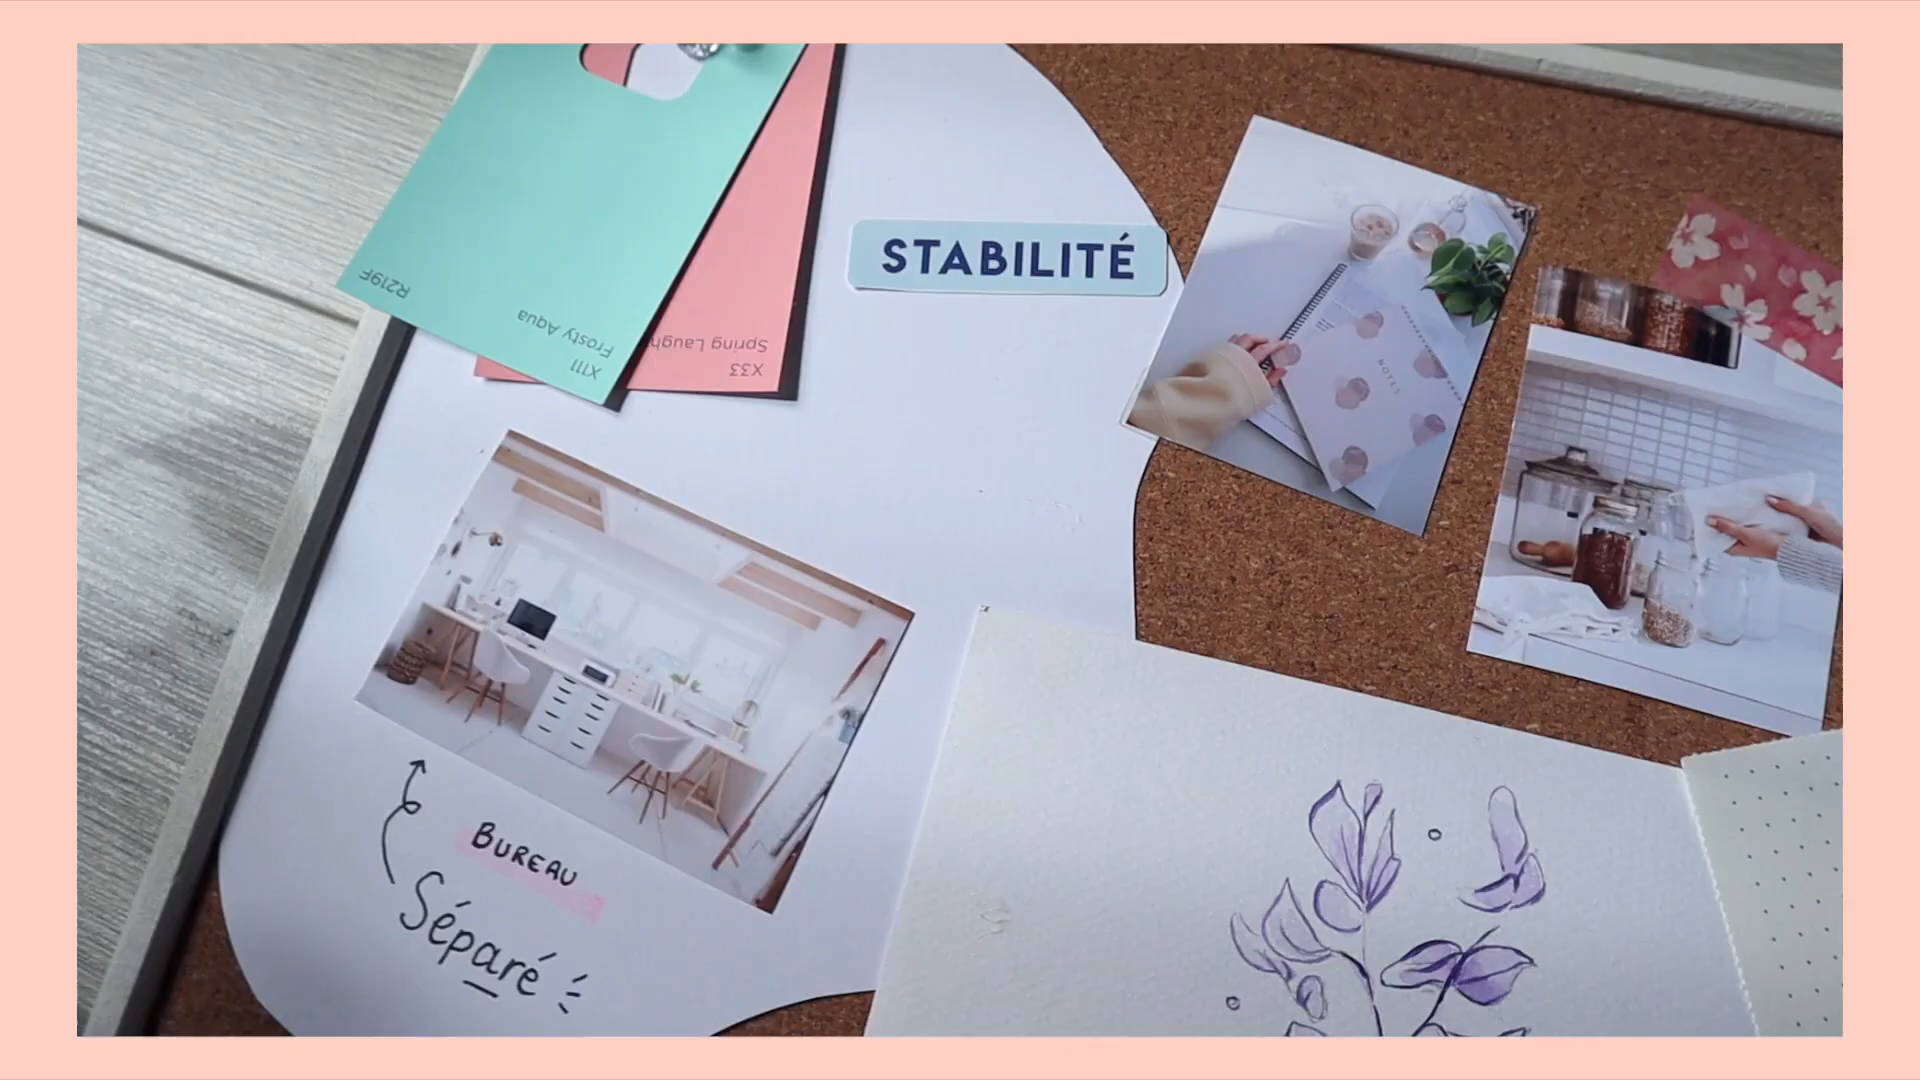 R219F
Frosty Aqua
X111
Spring Laugh
X33
STABILITÉ
NOTES
BUREAU
Séparé